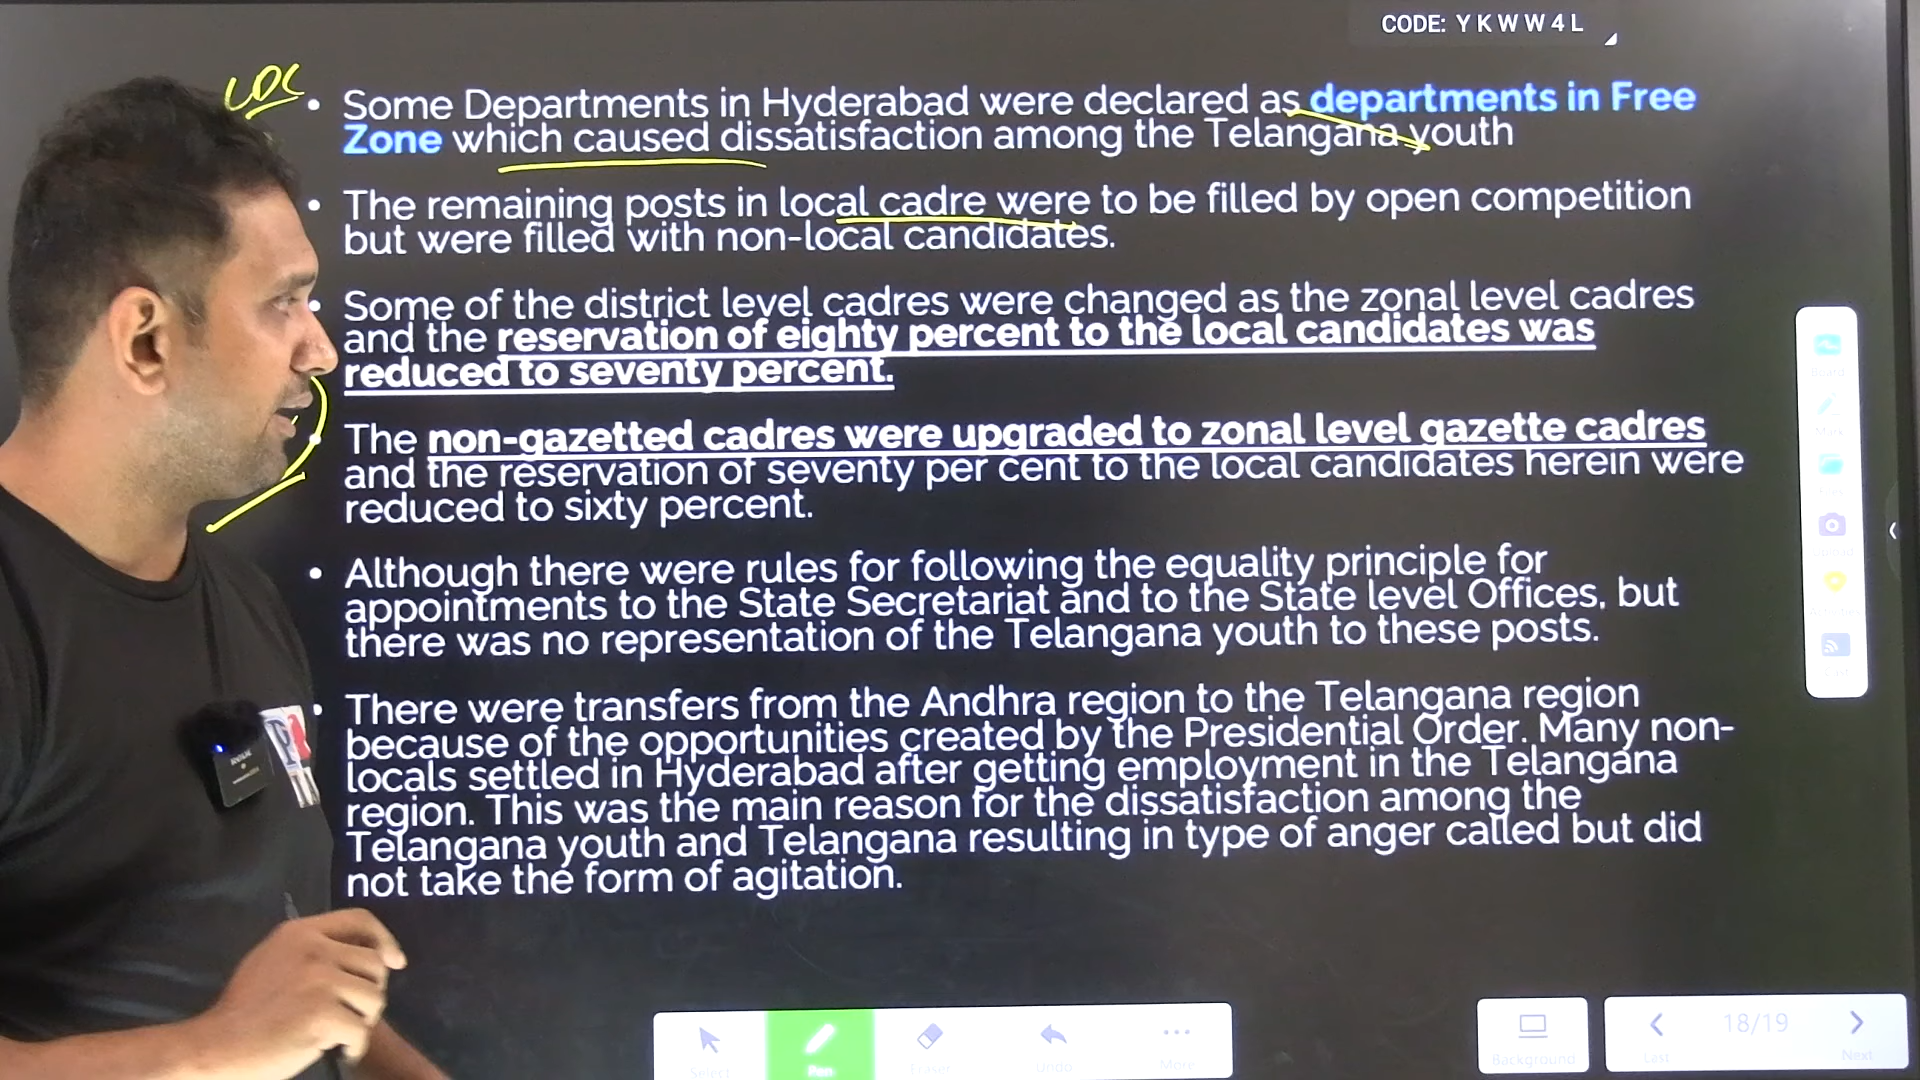 CODE: Y K W W 4 L
LDC
• Some Departments in Hyderabad were declared as departments in Free
Zone which caused dissatisfaction among the Telangana youth
• The remaining posts in local cadre were to be filled by open competition
but were filled with non-local candidates.
• Some of the district level cadres were changed as the zonal level cadres
and the reservation of eighty percent to the local candidates was
reduced to seventy percent.
The non-gazetted cadres were upgraded to zonal level gazette cadres
and the reservation of seventy per cent to the local candidates herein were
reduced to sixty percent.
• Although there were rules for following the equality principle for
appointments to the State Secretariat and to the State level Offices, but
there was no representation of the Telangana youth to these posts.
• There were transfers from the Andhra region to the Telangana region
because of the opportunities created by the Presidential Order. Many non-
locals settled in Hyderabad after getting employment in the Telangana
region. This was the main reason for the dissatisfaction among the
Telangana youth and Telangana resulting in type of anger called but did
not take the form of agitation.
Select
Pen
Eraser
Undo
More
Background
18/19
Last
Next